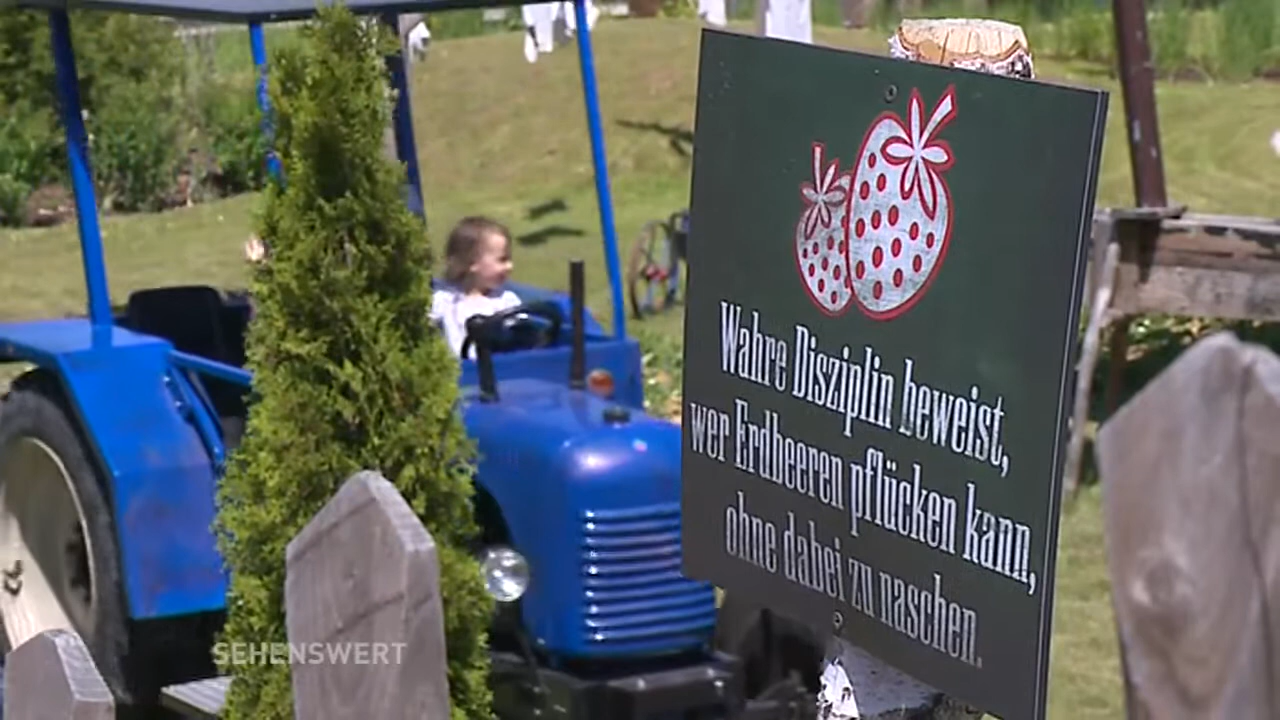 Wahre Disziplin beweist,
wer Erdbeeren pflücken kann,
ohne dabei zu naschen.
SEHENSWERT